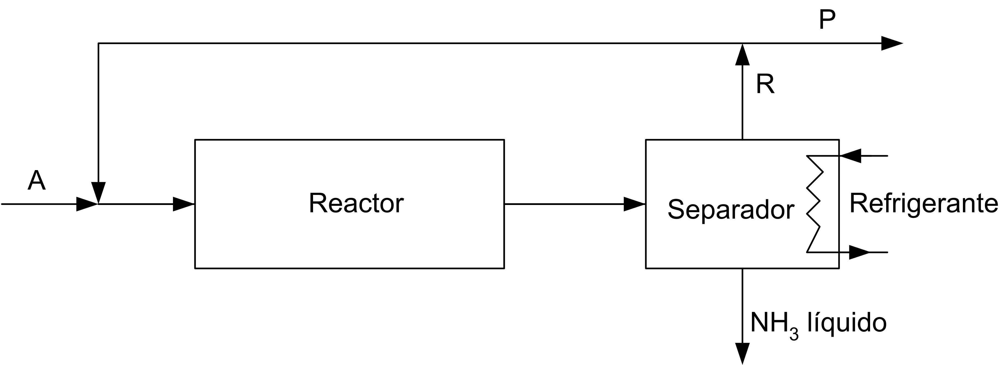 P
R
A
Reactor
Separador
Refrigerante
NH₃ líquido